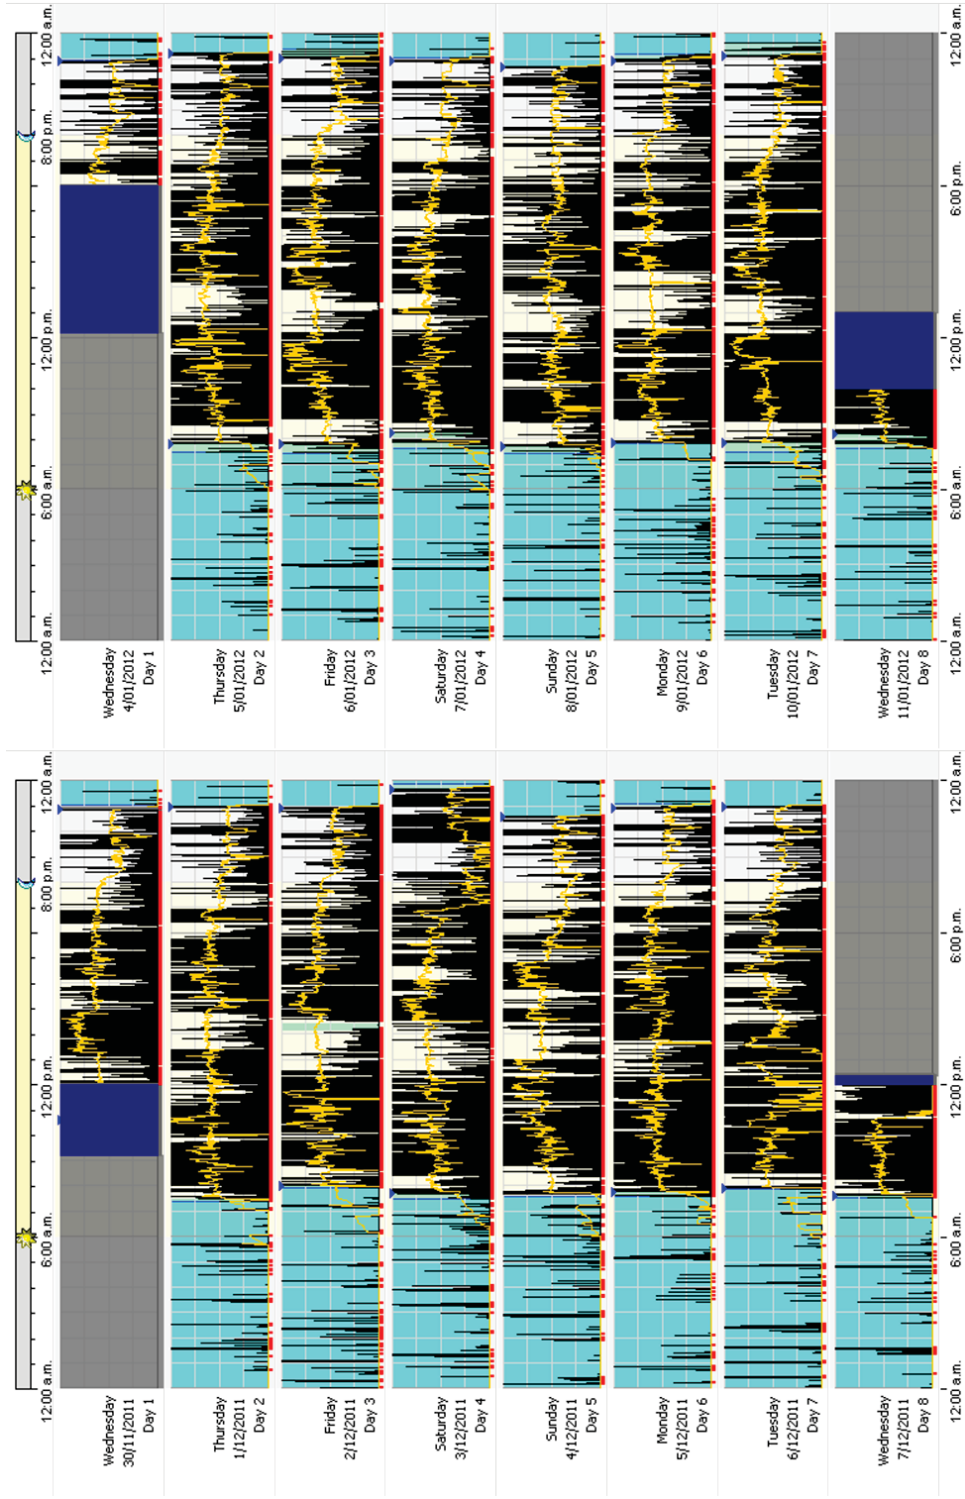 12:00 a.m. 6:00 a.m. 12:00 p.m. 8:00 p.m. 12:00 a.m.
Wednesday
30/11/2011
Day 1
Thursday
1/12/2011
Day 2
Friday
2/12/2011
Day 3
Saturday
3/12/2011
Day 4
Sunday
4/12/2011
Day 5
Monday
5/12/2011
Day 6
Tuesday
6/12/2011
Day 7
Wednesday
7/12/2011
Day 8
12:00 a.m. 6:00 a.m. 12:00 p.m. 6:00 p.m. 12:00 a.m.
12:00 a.m. 6:00 a.m. 12:00 p.m. 8:00 p.m. 12:00 a.m.
Wednesday
4/01/2012
Day 1
Thursday
5/01/2012
Day 2
Friday
6/01/2012
Day 3
Saturday
7/01/2012
Day 4
Sunday
8/01/2012
Day 5
Monday
9/01/2012
Day 6
Tuesday
10/01/2012
Day 7
Wednesday
11/01/2012
Day 8
12:00 a.m. 6:00 a.m. 12:00 p.m. 6:00 p.m. 12:00 a.m.